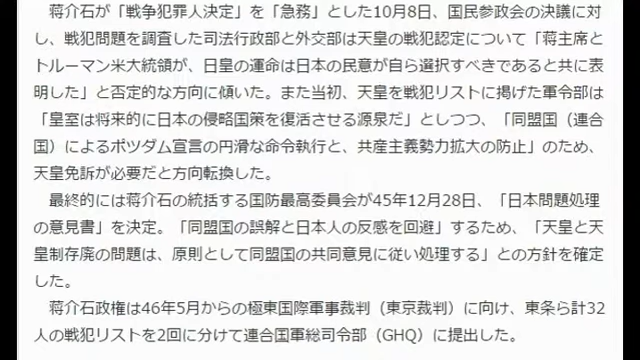 蒋介石が「戦争犯罪人決定」を「急務」とした10月8日、国民参政会の決議に対
し、戦犯問題を調査した司法行政部と外交部は天皇の戦犯認定について「蒋主席と
トルーマン米大統領が、日皇の運命は日本の民意が自ら選択すべきであると共に表
明した」と否定的な方向に傾いた。また当初、天皇を戦犯リストに掲げた軍令部は
「皇室は将来的に日本の侵略国策を復活させる源泉だ」としつつ、「同盟国（連合
国）によるポツダム宣言の円滑な命令執行と、共産主義勢力拡大の防止」のため、
天皇免訴が必要だと方向転換した。
最終的には蒋介石の統括する国防最高委員会が45年12月28日、「日本問題処理
の意見書」を決定。「同盟国の誤解と日本人の反感を回避」するため、「天皇と天
皇制存廃の問題は、原則として同盟国の共同意見に従い処理する」との方針を確定
した。
蒋介石政権は46年5月からの極東国際軍事裁判（東京裁判）に向け、東条ら計32
人の戦犯リストを2回に分けて連合国軍総司令部（GHQ）に提出した。